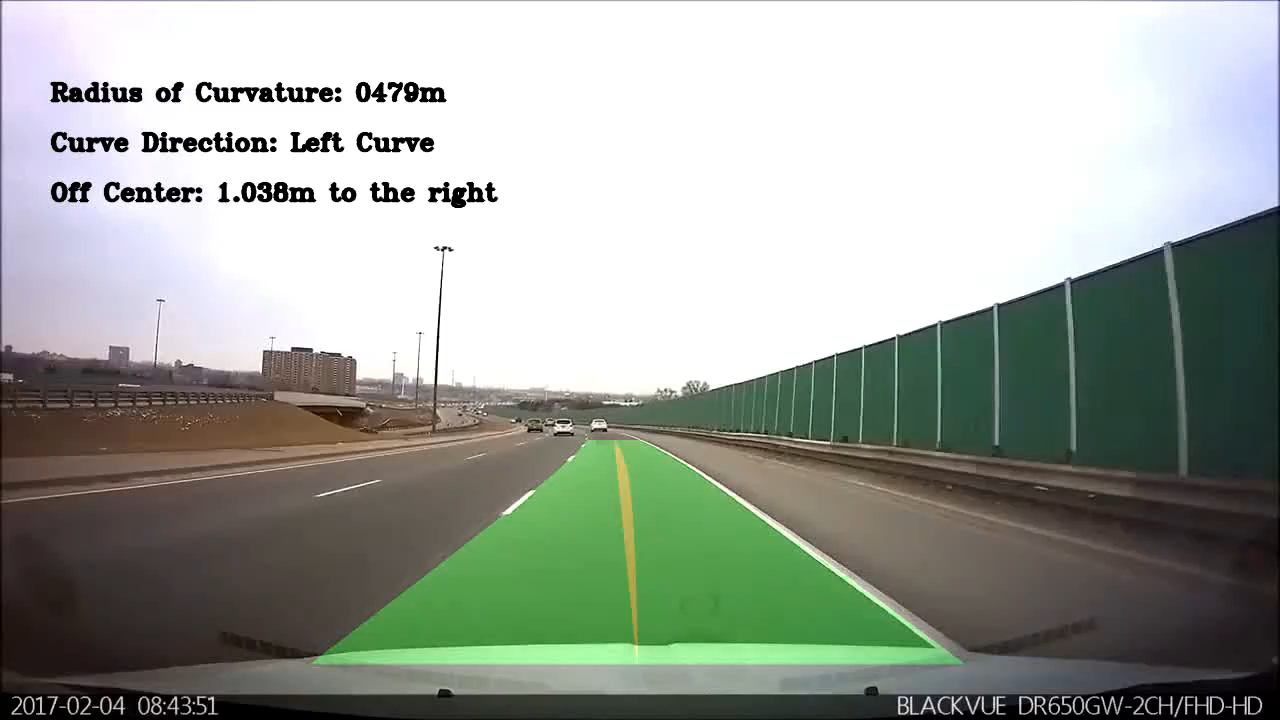 Radius of Curvature: 0479m
Curve Direction: Left Curve
Off Center: 1.038m to the right
2017-02-04 08:43:51
BLACKVUE DR650GW-2CH/FHD-HD